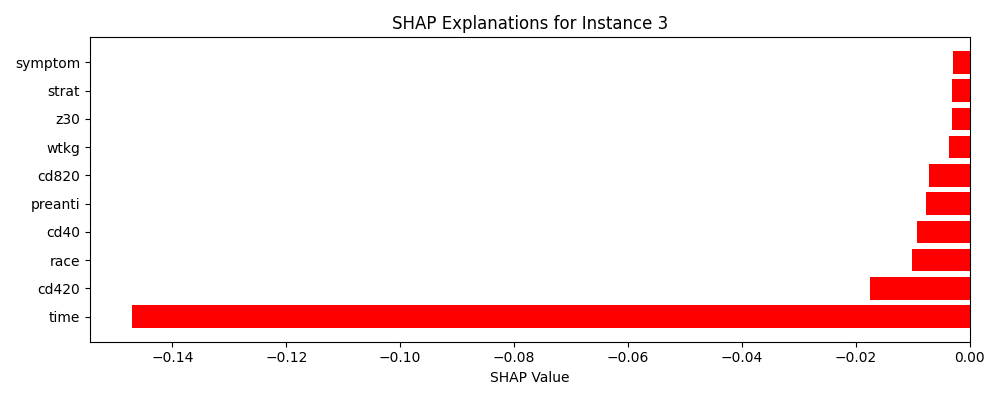 SHAP Explanations for Instance 3
symptom
strat
z30
wtkg
cd820
preanti
cd40
race
cd420
time
−0.14 −0.12 −0.10 −0.08 −0.06 −0.04 −0.02 0.00
SHAP Value